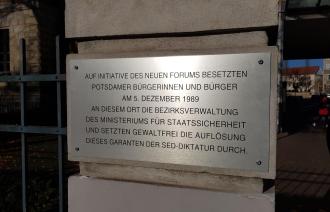 AUF INITIATIVE DES NEUEN FORUMS BESETZTEN
POTSDAMER BÜRGERINNEN UND BÜRGER
AM 5. DEZEMBER 1989
AN DIESEM ORT DIE BEZIRKSVERWALTUNG
DES MINISTERIUMS FÜR STAATSSICHERHEIT
UND SETZTEN GEWALTFREI DIE AUFLÖSUNG
DIESES GARANTEN DER SED-DIKTATUR DURCH.